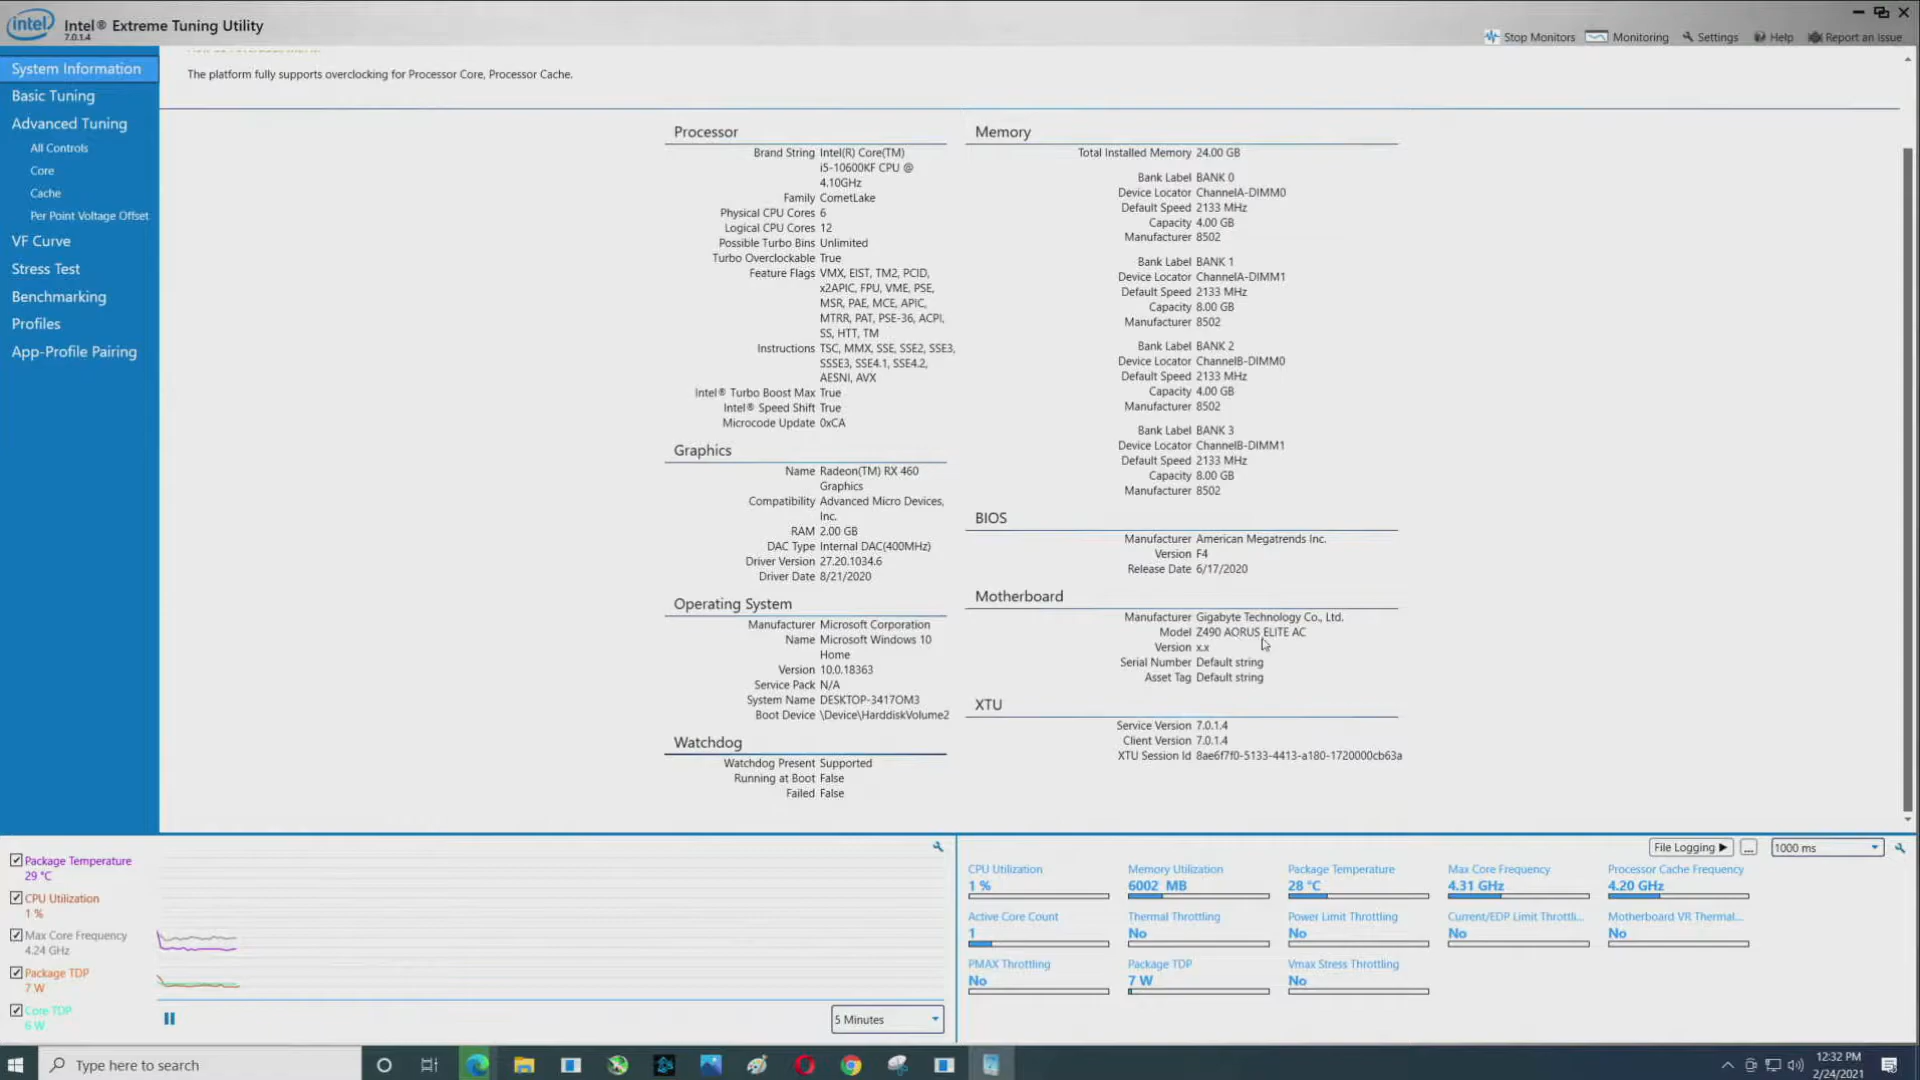 intel
Intel® Extreme Tuning Utility
7.0.1.4
Stop Monitors
Monitoring
Settings
Help
Report an Issue
System Information
Basic Tuning
Advanced Tuning
All Controls
Core
Cache
Per Point Voltage Offset
VF Curve
Stress Test
Benchmarking
Profiles
App-Profile Pairing
The platform fully supports overclocking for Processor Core, Processor Cache.
Processor
Brand String Intel(R) Core(TM)
i5-10600KF CPU @
4.10GHz
Family CometLake
Physical CPU Cores 6
Logical CPU Cores 12
Possible Turbo Bins Unlimited
Turbo Overclockable True
Feature Flags VMX, EIST, TM2, PCID,
x2APIC, FPU, VME, PSE,
MSR, PAE, MCE, APIC,
MTRR, PAT, PSE-36, ACPI,
SS, HTT, TM
Instructions TSC, MMX, SSE, SSE2, SSE3,
SSSE3, SSE4.1, SSE4.2,
AESNI, AVX
Intel® Turbo Boost Max True
Intel® Speed Shift True
Microcode Update 0xCA
Graphics
Name Radeon(TM) RX 460
Graphics
Compatibility Advanced Micro Devices,
Inc.
RAM 2.00 GB
DAC Type Internal DAC(400MHz)
Driver Version 27.20.1034.6
Driver Date 8/21/2020
Operating System
Manufacturer Microsoft Corporation
Name Microsoft Windows 10
Home
Version 10.0.18363
Service Pack N/A
System Name DESKTOP-3417OM3
Boot Device \Device\HarddiskVolume2
Watchdog
Watchdog Present Supported
Running at Boot False
Failed False
Memory
Total Installed Memory 24.00 GB
Bank Label BANK 0
Device Locator ChannelA-DIMM0
Default Speed 2133 MHz
Capacity 4.00 GB
Manufacturer 8502
Bank Label BANK 1
Device Locator ChannelA-DIMM1
Default Speed 2133 MHz
Capacity 8.00 GB
Manufacturer 8502
Bank Label BANK 2
Device Locator ChannelB-DIMM0
Default Speed 2133 MHz
Capacity 4.00 GB
Manufacturer 8502
Bank Label BANK 3
Device Locator ChannelB-DIMM1
Default Speed 2133 MHz
Capacity 8.00 GB
Manufacturer 8502
BIOS
Manufacturer American Megatrends Inc.
Version F4
Release Date 6/17/2020
Motherboard
Manufacturer Gigabyte Technology Co., Ltd.
Model Z490 AORUS ELITE AC
Version x.x
Serial Number Default string
Asset Tag Default string
XTU
Service Version 7.0.1.4
Client Version 7.0.1.4
XTU Session Id 8ae6f7f0-5133-4413-a180-1720000cb63a
Package Temperature
29 °C
CPU Utilization
1 %
Max Core Frequency
4.24 GHz
Package TDP
7 W
Core TDP
6 W
5 Minutes
File Logging
...
1000 ms
CPU Utilization
1 %
Memory Utilization
6002 MB
Package Temperature
28 °C
Max Core Frequency
4.31 GHz
Processor Cache Frequency
4.20 GHz
Active Core Count
1
Thermal Throttling
No
Power Limit Throttling
No
Current/EDP Limit Throttli...
No
Motherboard VR Thermal...
No
PMAX Throttling
No
Package TDP
7 W
Vmax Stress Throttling
No
Type here to search
12:32 PM
2/24/2021